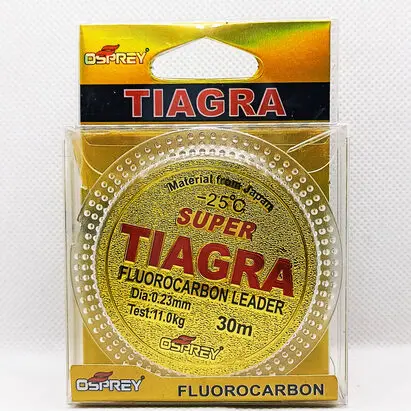 OSPREY
TIAGRA
Material from Japan
-25℃
SUPER
TIAGRA
FLUOROCARBON LEADER
Dia:0.23mm
Test:11.0kg
30m
OSPREY
OSPREY
FLUOROCARBON